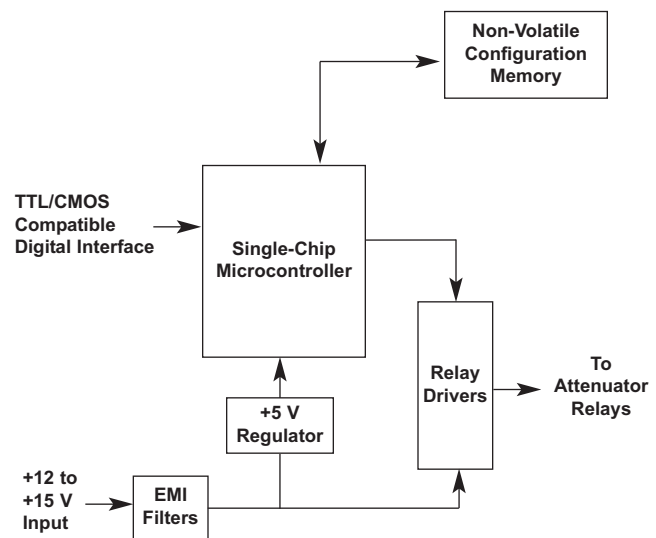 Non-Volatile
Configuration
Memory
TTL/CMOS
Compatible
Digital Interface
Single-Chip
Microcontroller
Relay
Drivers
To
Attenuator
Relays
+5 V
Regulator
+12 to
+15 V
Input
EMI
Filters